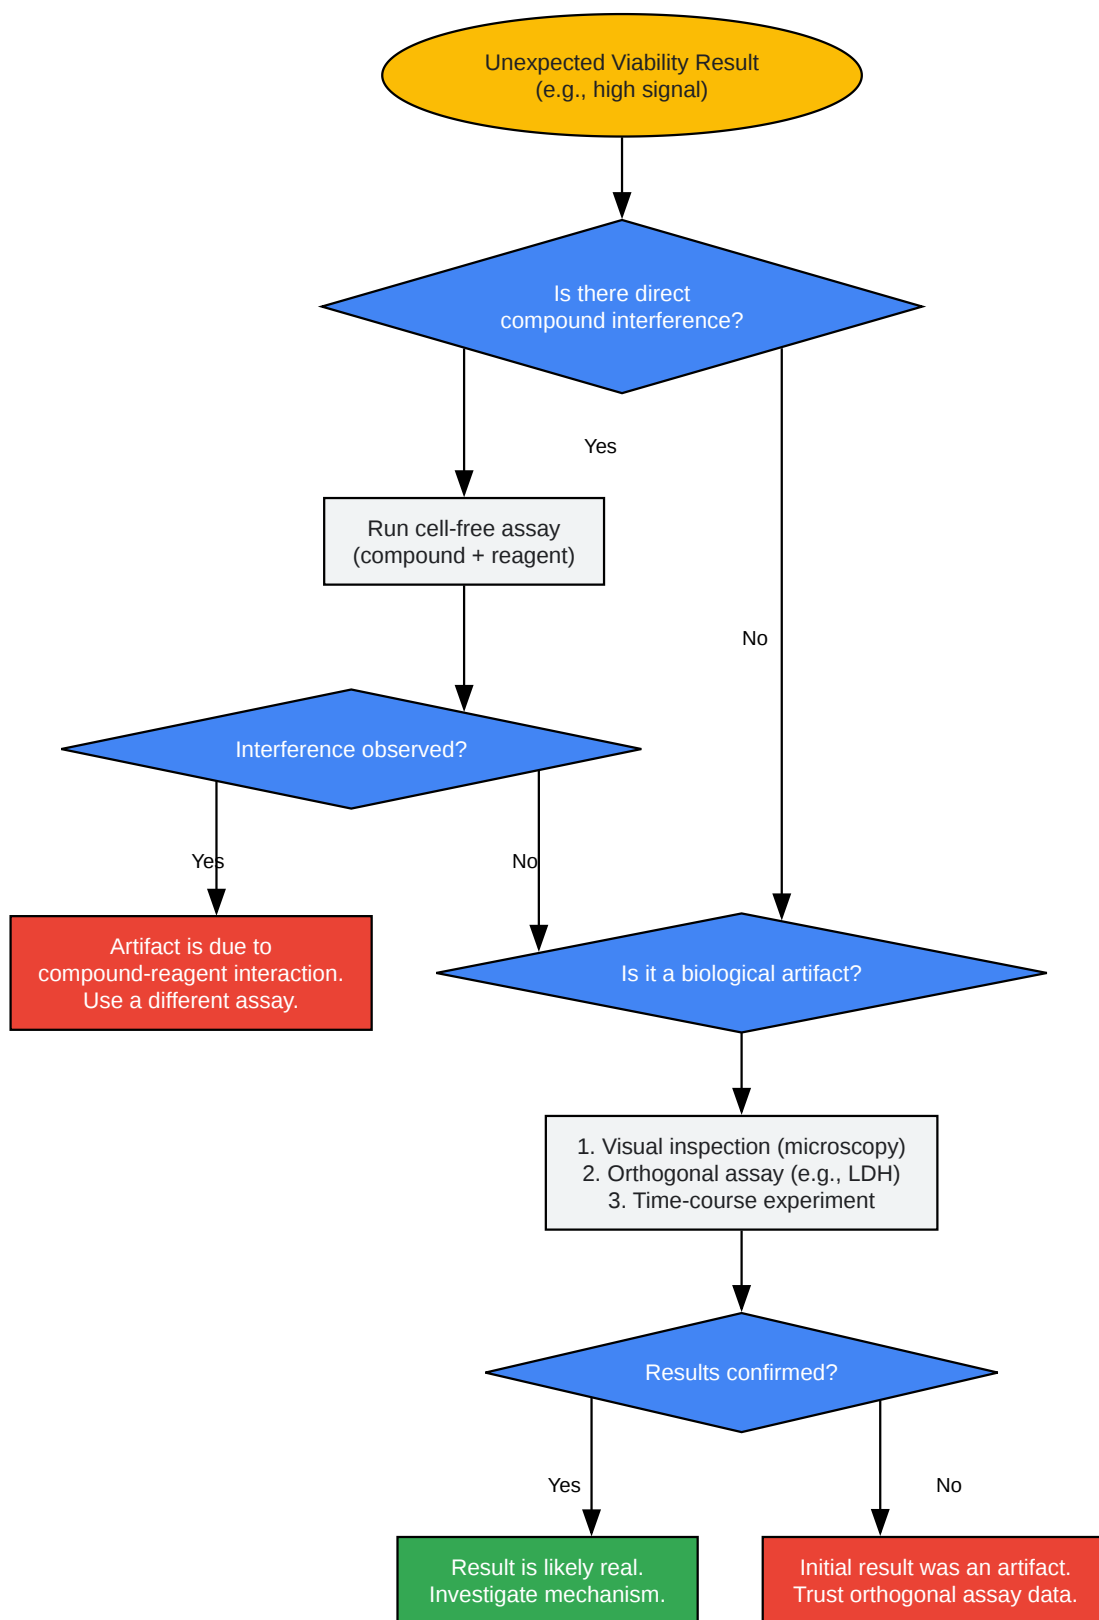 Unexpected Viability Result
(e.g., high signal)
Is there direct
compound interference?
Yes
Run cell-free assay
(compound + reagent)
No
Interference observed?
Yes
No
Artifact is due to
compound-reagent interaction.
Use a different assay.
Is it a biological artifact?
1. Visual inspection (microscopy)
2. Orthogonal assay (e.g., LDH)
3. Time-course experiment
Results confirmed?
Yes
No
Result is likely real.
Investigate mechanism.
Initial result was an artifact.
Trust orthogonal assay data.